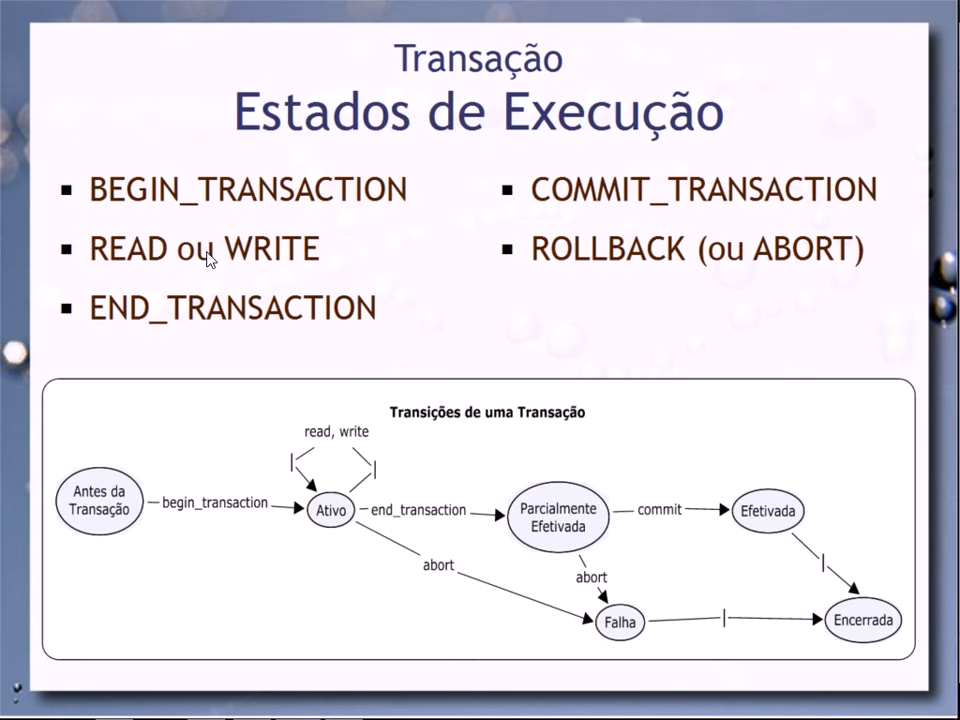 Transação
Estados de Execução
BEGIN_TRANSACTION
READ ou WRITE
END_TRANSACTION
COMMIT_TRANSACTION
ROLLBACK (ou ABORT)
Transições de uma Transação
read, write
Antes da
Transação
begin_transaction
Ativo
end_transaction
Parcialmente
Efetivada
commit
Efetivada
abort
abort
Falha
Encerrada